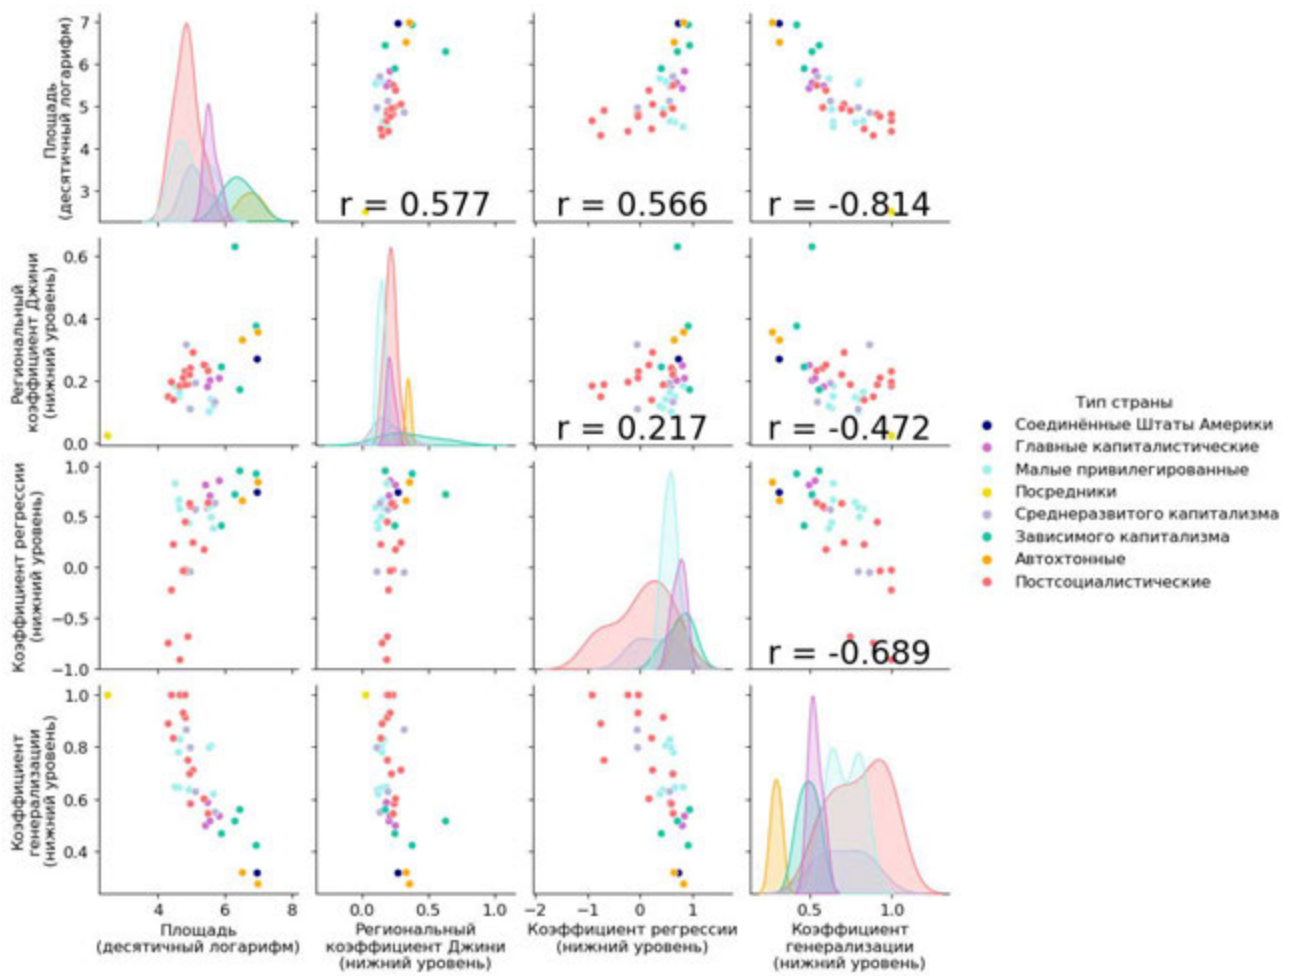 7
6
5
4
3
Площадь
(десятичный логарифм)
r = 0.577
r = 0.566
r = -0.814
0.6
0.4
0.2
0.0
Региональный
коэффициент Джини
(нижний уровень)
r = 0.217
r = -0.472
Тип страны
Соединённые Штаты Америки
Главные капиталистические
Малые привилегированные
Посредники
Среднеразвитого капитализма
Зависимого капитализма
Автохтонные
Постсоциалистические
1.0
0.5
0.0
−0.5
−1.0
Коэффициент регрессии
(нижний уровень)
r = -0.689
1.0
0.8
0.6
0.4
Коэффициент
генерализации
(нижний уровень)
4 6 8
0.0 0.5 1.0
−2 −1 0 1
0.5 1.0
Площадь
(десятичный логарифм)
Региональный
коэффициент Джини
(нижний уровень)
Коэффициент регрессии
(нижний уровень)
Коэффициент
генерализации
(нижний уровень)